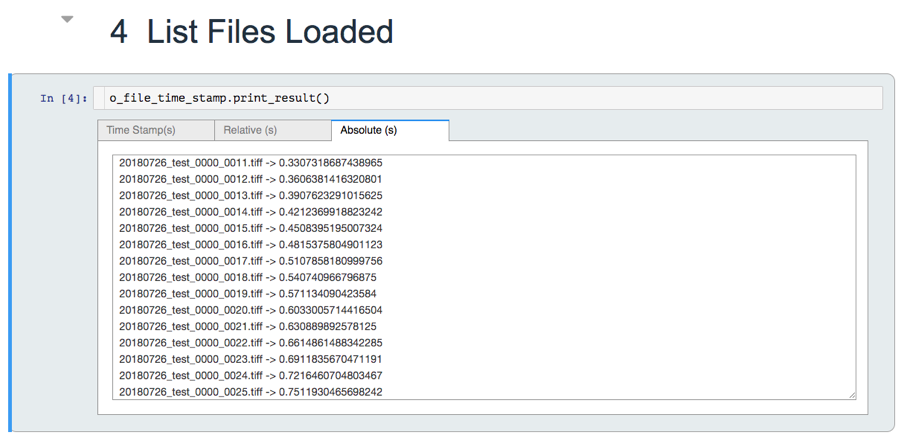 4 List Files Loaded
In [4]: o_file_time_stamp.print_result()
Time Stamp(s) Relative (s) Absolute (s)
20180726_test_0000_0011.tiff -> 0.3307318687438965
20180726_test_0000_0012.tiff -> 0.3606381416320801
20180726_test_0000_0013.tiff -> 0.3907623291015625
20180726_test_0000_0014.tiff -> 0.4212369918823242
20180726_test_0000_0015.tiff -> 0.4508395195007324
20180726_test_0000_0016.tiff -> 0.4815375804901123
20180726_test_0000_0017.tiff -> 0.5107858180999756
20180726_test_0000_0018.tiff -> 0.540740966796875
20180726_test_0000_0019.tiff -> 0.571134090423584
20180726_test_0000_0020.tiff -> 0.6033005714416504
20180726_test_0000_0021.tiff -> 0.630889892578125
20180726_test_0000_0022.tiff -> 0.6614861488342285
20180726_test_0000_0023.tiff -> 0.6911835670471191
20180726_test_0000_0024.tiff -> 0.7216460704803467
20180726_test_0000_0025.tiff -> 0.7511930465698242